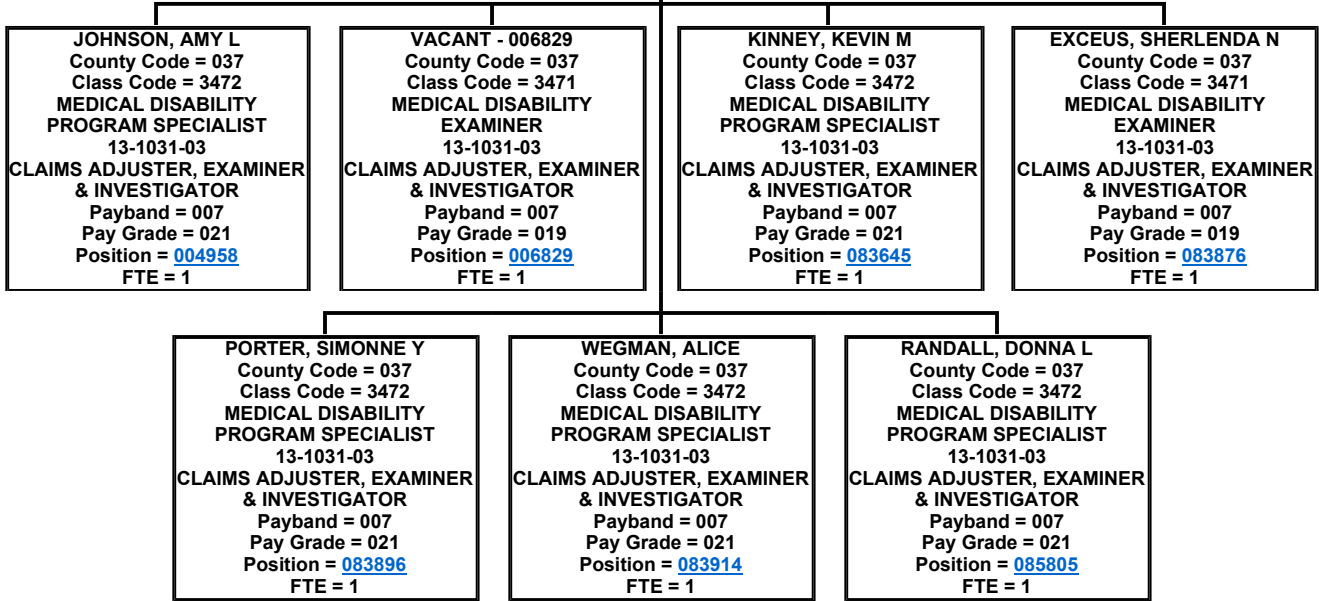 JOHNSON, AMY L
County Code = 037
Class Code = 3472
MEDICAL DISABILITY
PROGRAM SPECIALIST
13-1031-03
CLAIMS ADJUSTER, EXAMINER
& INVESTIGATOR
Payband = 007
Pay Grade = 021
Position = 004958
FTE = 1
VACANT - 006829
County Code = 037
Class Code = 3471
MEDICAL DISABILITY
EXAMINER
13-1031-03
CLAIMS ADJUSTER, EXAMINER
& INVESTIGATOR
Payband = 007
Pay Grade = 019
Position = 006829
FTE = 1
KINNEY, KEVIN M
County Code = 037
Class Code = 3472
MEDICAL DISABILITY
PROGRAM SPECIALIST
13-1031-03
CLAIMS ADJUSTER, EXAMINER
& INVESTIGATOR
Payband = 007
Pay Grade = 021
Position = 083645
FTE = 1
EXCEUS, SHERLENDA N
County Code = 037
Class Code = 3471
MEDICAL DISABILITY
EXAMINER
13-1031-03
CLAIMS ADJUSTER, EXAMINER
& INVESTIGATOR
Payband = 007
Pay Grade = 019
Position = 083876
FTE = 1
PORTER, SIMONNE Y
County Code = 037
Class Code = 3472
MEDICAL DISABILITY
PROGRAM SPECIALIST
13-1031-03
CLAIMS ADJUSTER, EXAMINER
& INVESTIGATOR
Payband = 007
Pay Grade = 021
Position = 083896
FTE = 1
WEGMAN, ALICE
County Code = 037
Class Code = 3472
MEDICAL DISABILITY
PROGRAM SPECIALIST
13-1031-03
CLAIMS ADJUSTER, EXAMINER
& INVESTIGATOR
Payband = 007
Pay Grade = 021
Position = 083914
FTE = 1
RANDALL, DONNA L
County Code = 037
Class Code = 3472
MEDICAL DISABILITY
PROGRAM SPECIALIST
13-1031-03
CLAIMS ADJUSTER, EXAMINER
& INVESTIGATOR
Payband = 007
Pay Grade = 021
Position = 085805
FTE = 1